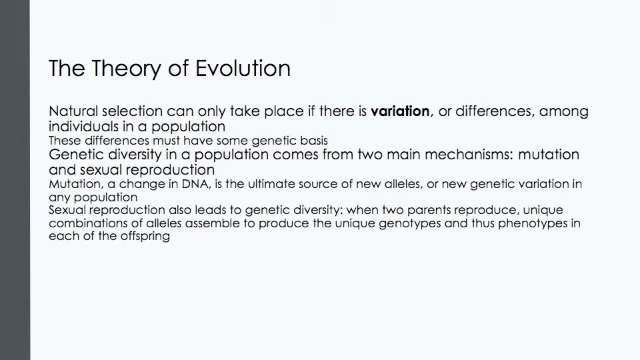 The Theory of Evolution
Natural selection can only take place if there is variation, or differences, among
individuals in a population
These differences must have some genetic basis
Genetic diversity in a population comes from two main mechanisms: mutation
and sexual reproduction
Mutation, a change in DNA, is the ultimate source of new alleles, or new genetic variation in
any population
Sexual reproduction also leads to genetic diversity: when two parents reproduce, unique
combinations of alleles assemble to produce the unique genotypes and thus phenotypes in
each of the offspring